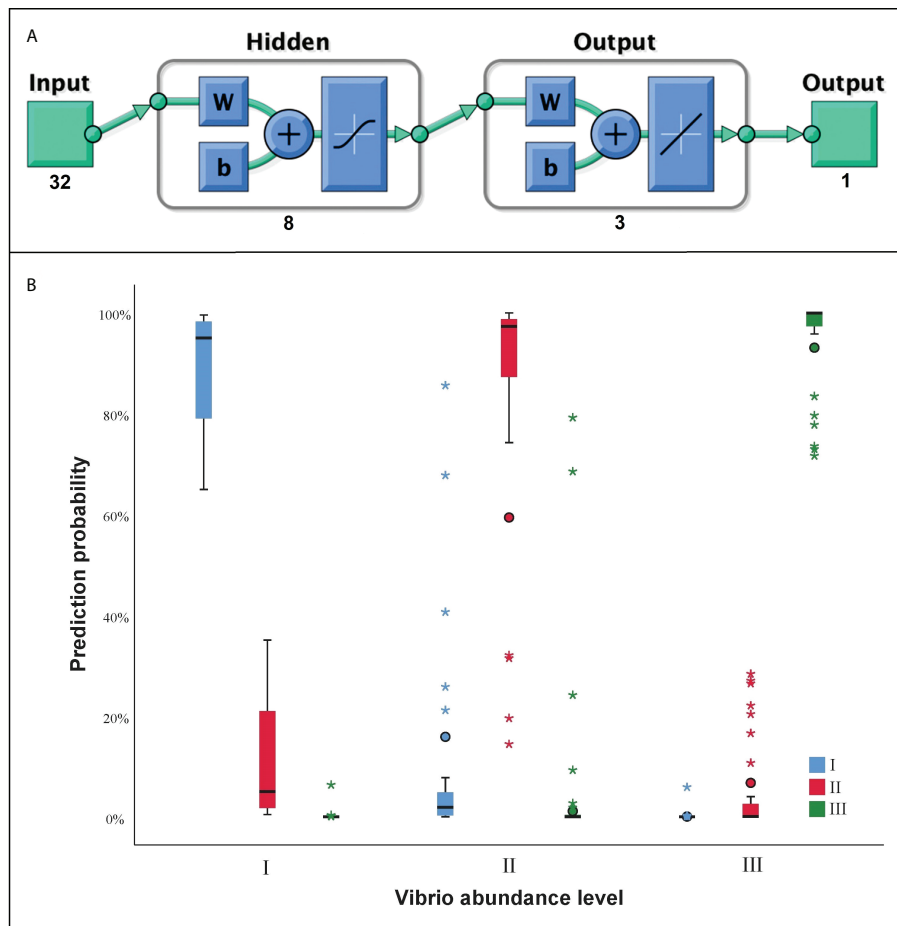 A
Hidden
Output
Input
Output
W
b
+
W
b
+
32
8
3
1
B
Prediction probability
100%
80%
60%
40%
20%
0%
I
II
III
I
II
III
Vibrio abundance level